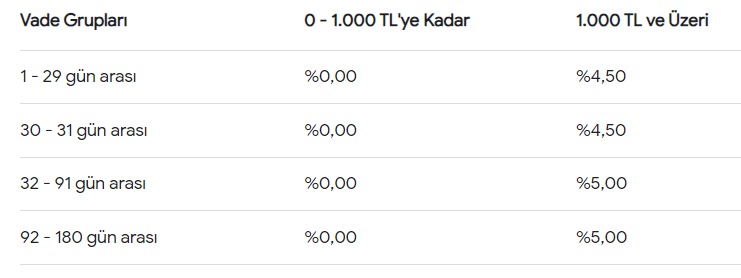 Vade Grupları 0 - 1.000 TL'ye Kadar 1.000 TL ve Üzeri
1 - 29 gün arası %0,00 %4,50
30 - 31 gün arası %0,00 %4,50
32 - 91 gün arası %0,00 %5,00
92 - 180 gün arası %0,00 %5,00